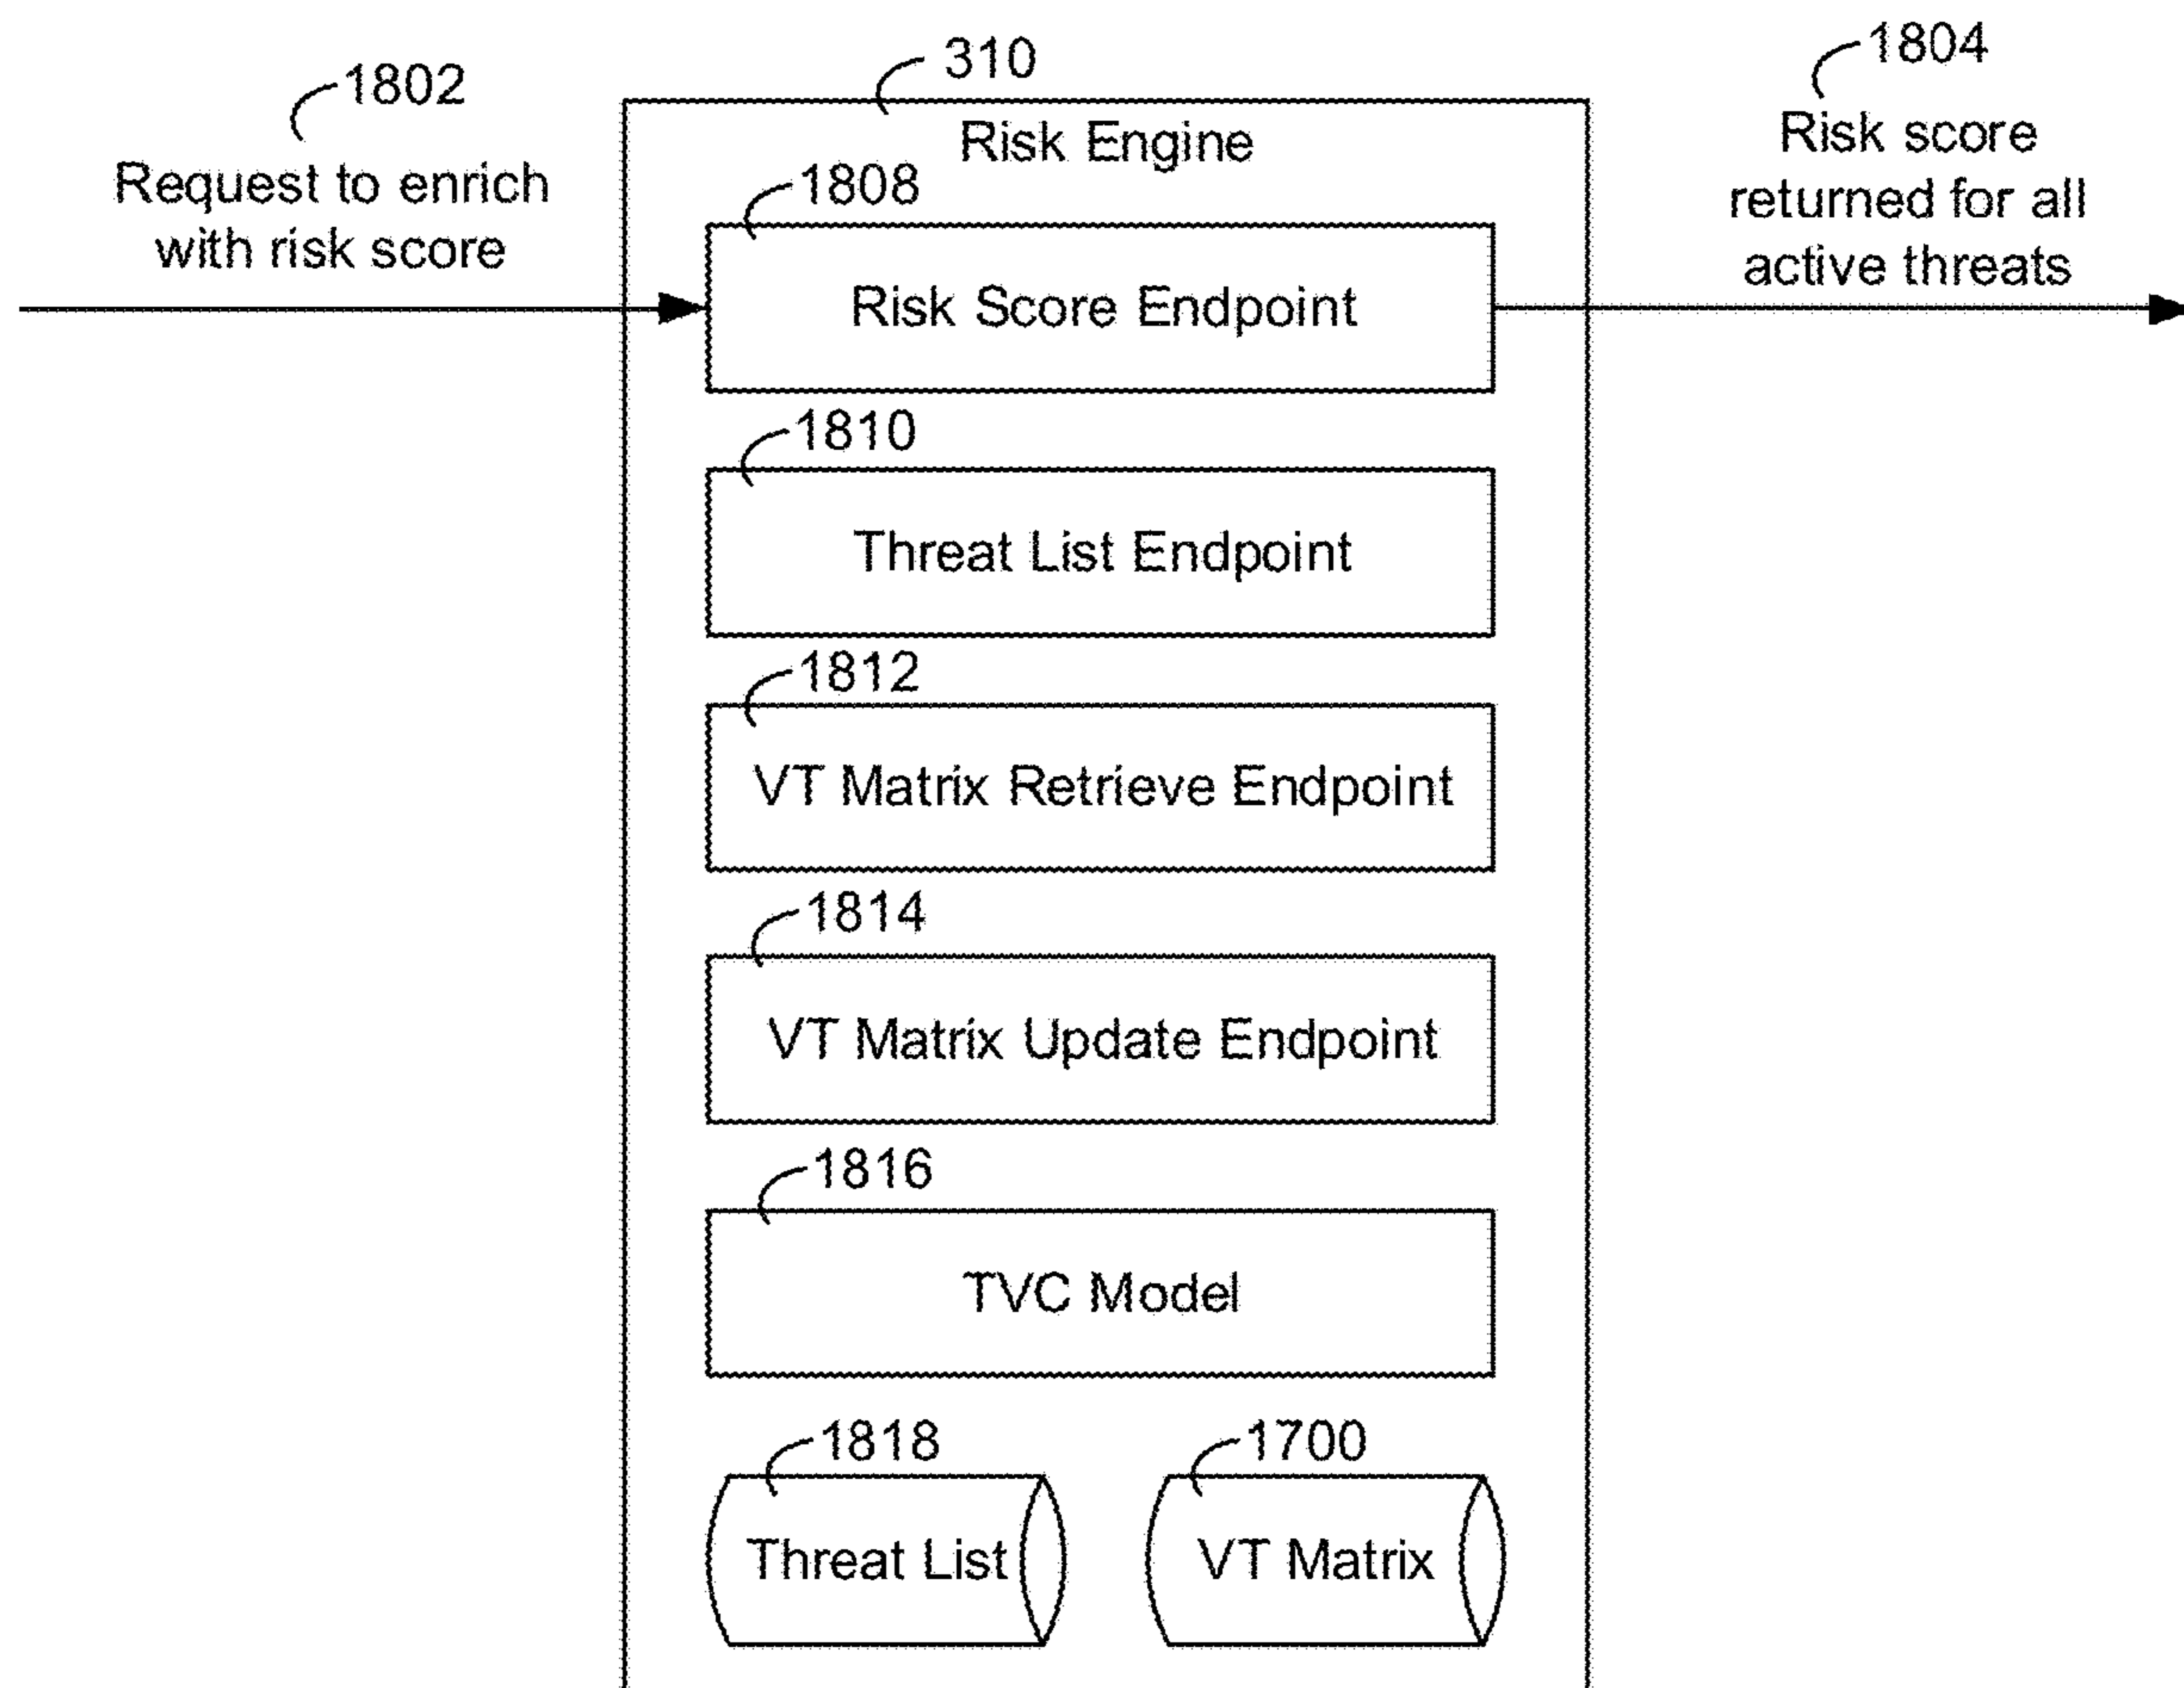 1802
Request to enrich
with risk score
310
Risk Engine
1804
Risk score
returned for all
active threats
1808
Risk Score Endpoint
1810
Threat List Endpoint
1812
VT Matrix Retrieve Endpoint
1814
VT Matrix Update Endpoint
1816
TVC Model
1818
Threat List
1700
VT Matrix